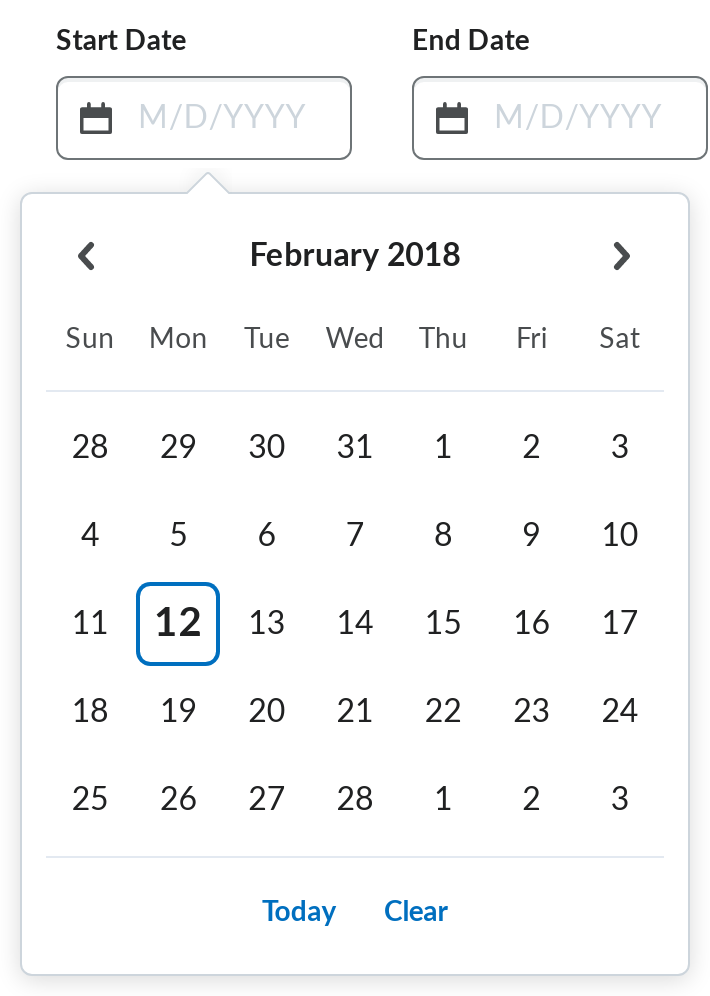 Start Date End Date
M/D/YYYY M/D/YYYY
February 2018
Sun Mon Tue Wed Thu Fri Sat
28 29 30 31 1 2 3
4 5 6 7 8 9 10
11 12 13 14 15 16 17
18 19 20 21 22 23 24
25 26 27 28 1 2 3
Today Clear